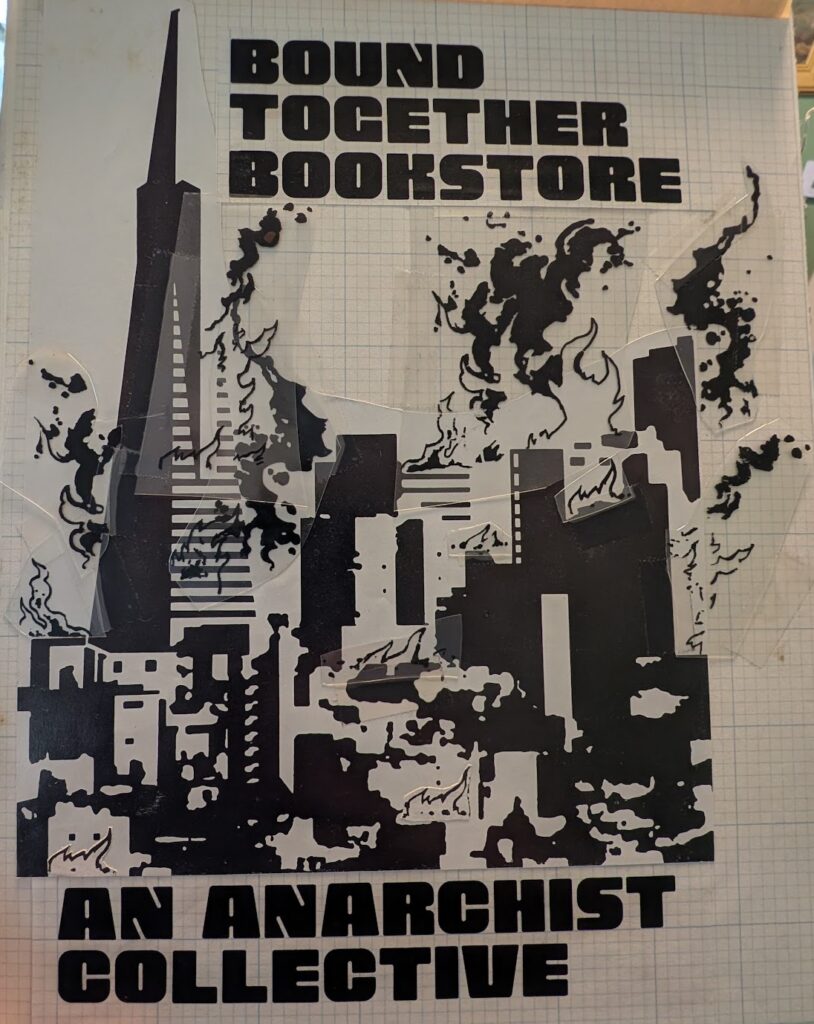 BOUND
TOGETHER
BOOKSTORE
AN ANARCHIST
COLLECTIVE